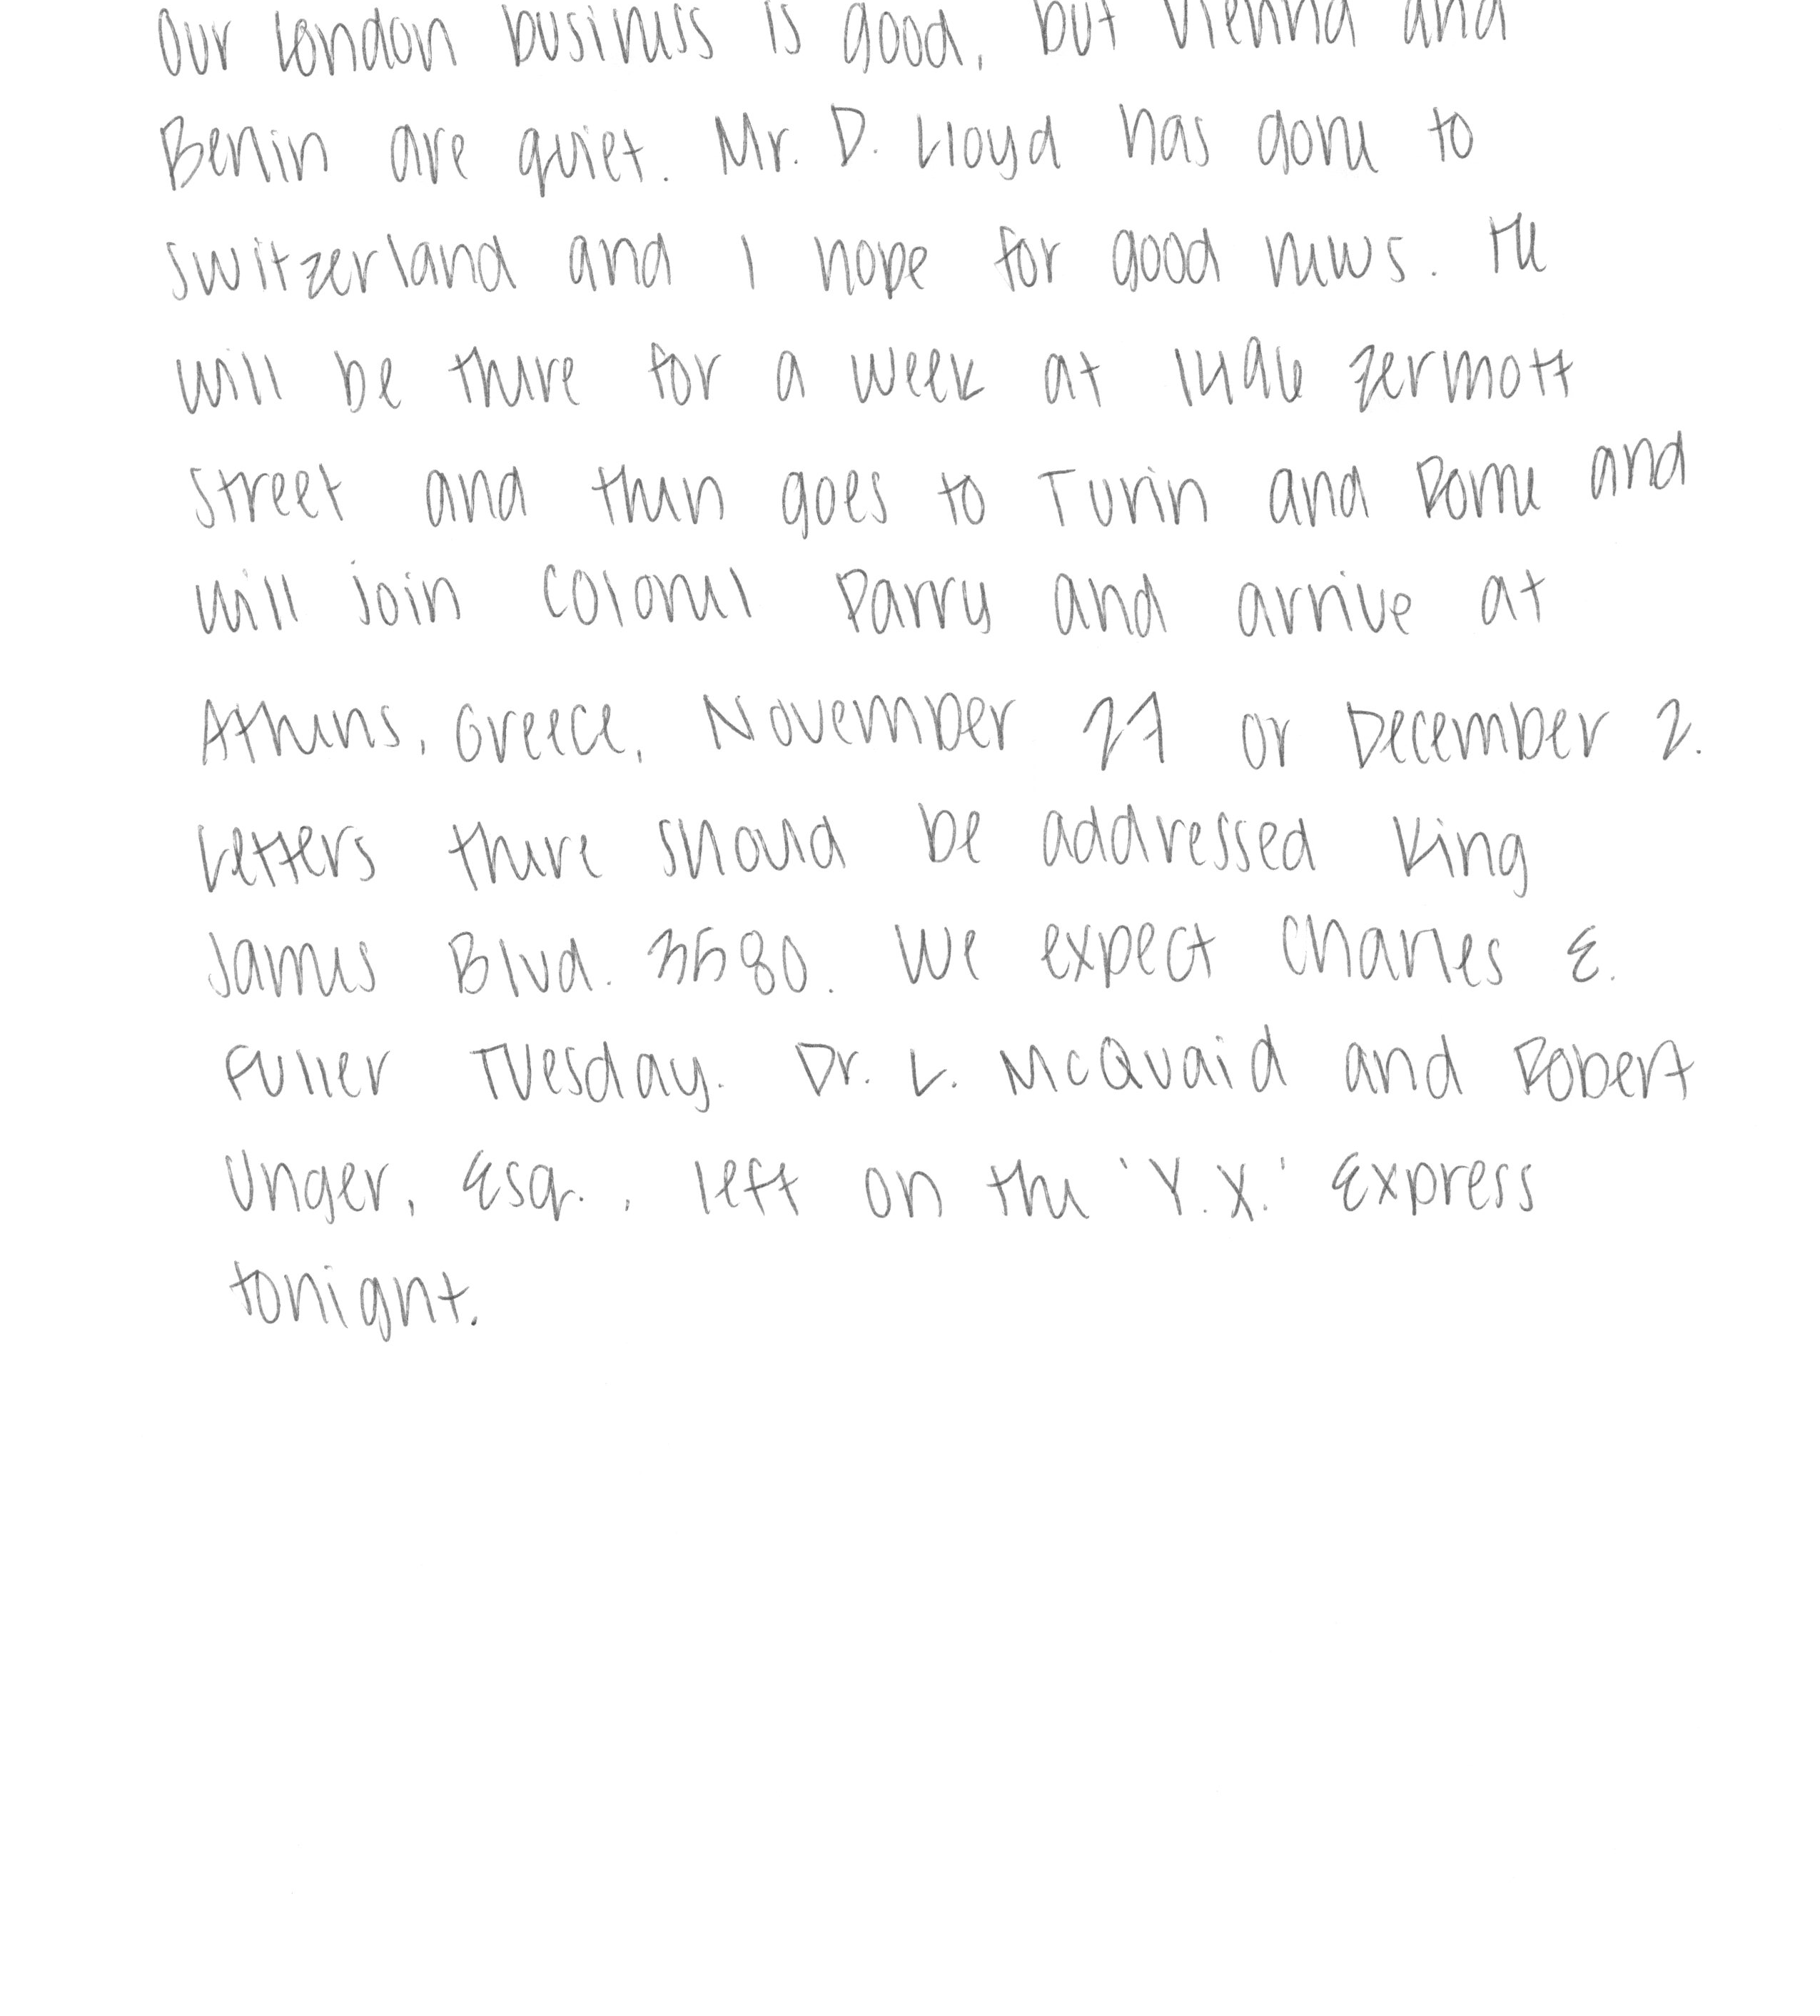 Our London business is good, but Vienna and
Berlin are quiet. Mr. D. Lloyd has gone to
Switzerland and I hope for good news. He
will be there for a week at 1496 Zermott
Street and then goes to Turin and Rome and
will join Colonel Parry and arrive at
Athens, Greece, November 27 or December 2.
Letters there should be addressed King
James Blvd. 3580. We expect Charles E.
Fuller Tuesday. Dr. L. McQuaid and Robert
Unger, Esq., left on the 'Y.X.' Express
tonight.